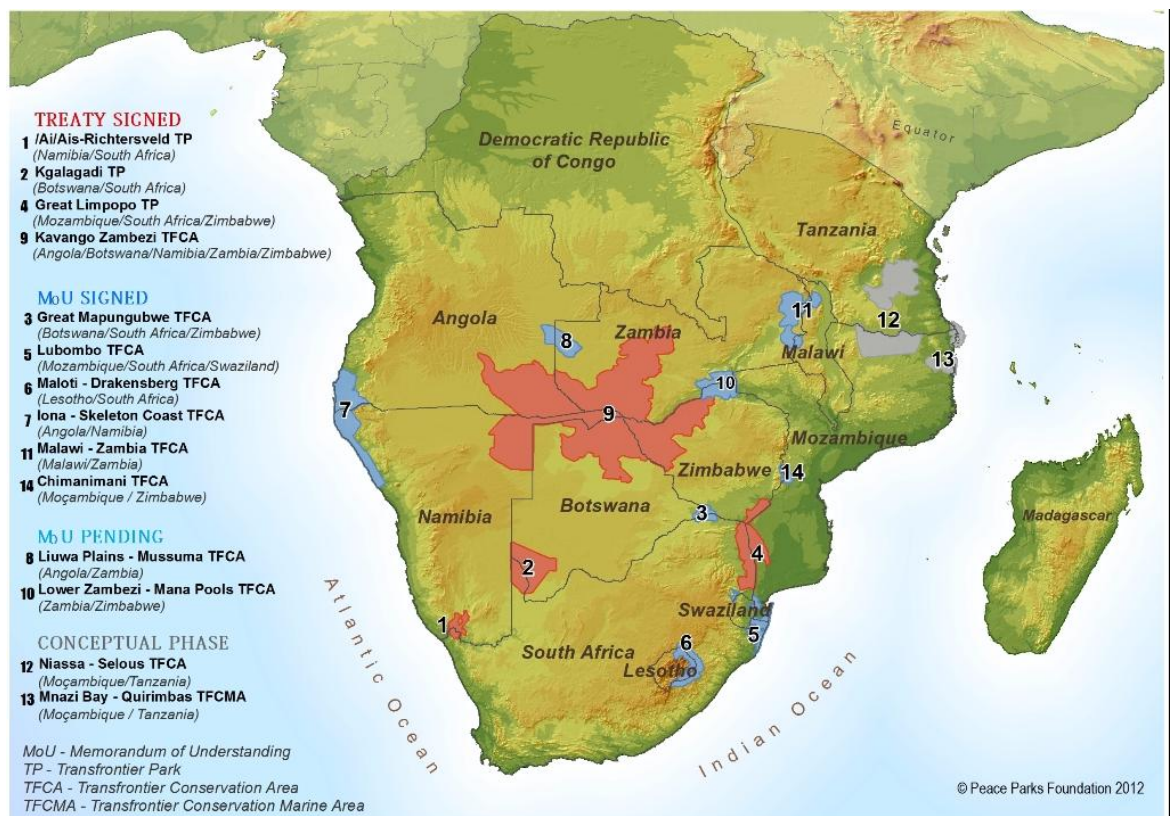 TREATY SIGNED
1 /Ai/Ais-Richtersveld TP
(Namibia/South Africa)
2 Kgalagadi TP
(Botswana/South Africa)
4 Great Limpopo TP
(Mozambique/South Africa/Zimbabwe)
9 Kavango Zambezi TFCA
(Angola/Botswana/Namibia/Zambia/Zimbabwe)
MoU SIGNED
3 Great Mapungubwe TFCA
(Botswana/South Africa/Zimbabwe)
5 Lubombo TFCA
(Mozambique/South Africa/Swaziland)
6 Maloti - Drakensberg TFCA
(Lesotho/South Africa)
7 Iona - Skeleton Coast TFCA
(Angola/Namibia)
11 Malawi - Zambia TFCA
(Malawi/Zambia)
14 Chimanimani TFCA
(Moçambique / Zimbabwe)
MoU PENDING
8 Liuwa Plains - Mussuma TFCA
(Angola/Zambia)
10 Lower Zambezi - Mana Pools TFCA
(Zambia/Zimbabwe)
CONCEPTUAL PHASE
12 Niassa - Selous TFCA
(Moçambique/Tanzania)
13 Mnazi Bay - Quirimbas TFCMA
(Moçambique / Tanzania)
MoU - Memorandum of Understanding
TP - Transfrontier Park
TFCA - Transfrontier Conservation Area
TFCMA - Transfrontier Conservation Marine Area
Equator
Democratic Republic
of Congo
Tanzania
Angola
Zambia
Malawi
Mozambique
Zimbabwe
Botswana
Namibia
Madagascar
Swaziland
South Africa
Lesotho
Atlantic Ocean
Indian Ocean
11
12
8
13
10
7
9
14
3
4
2
1
5
6
© Peace Parks Foundation 2012